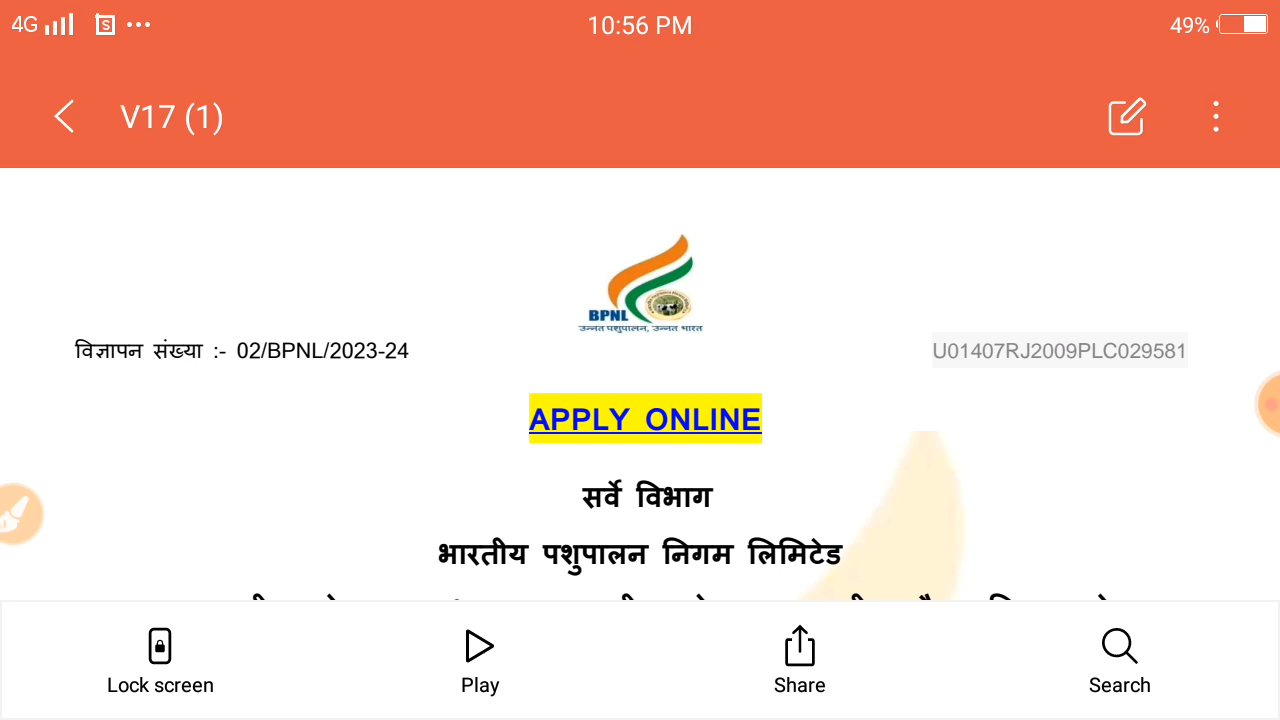 4G 10:56 PM 49%
V17 (1)
BPNL
उन्नत पशुपालन, उन्नत भारत
विज्ञापन संख्या :- 02/BPNL/2023-24 U01407RJ2009PLC029581
APPLY ONLINE
सर्वे विभाग
भारतीय पशुपालन निगम लिमिटेड
Lock screen Play Share Search